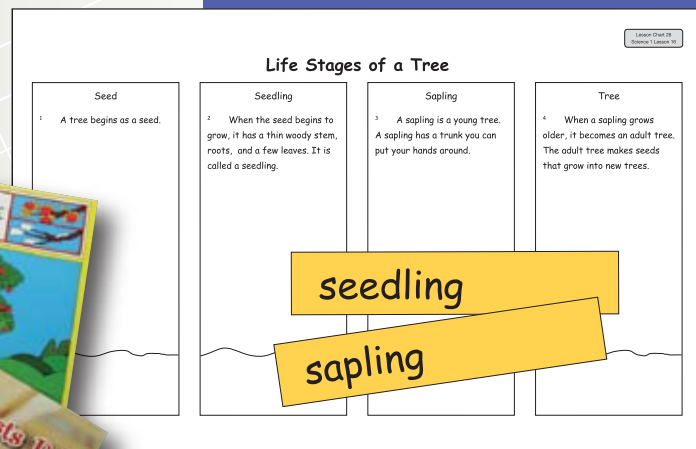 Lesson Chart 26
Science 1 Lesson 16
Life Stages of a Tree
Seed
1 A tree begins as a seed.
Seedling
2 When the seed begins to
grow, it has a thin woody stem,
roots, and a few leaves. It is
called a seedling.
Sapling
3 A sapling is a young tree.
A sapling has a trunk you can
put your hands around.
Tree
4 When a sapling grows
older, it becomes an adult tree.
The adult tree makes seeds
that grow into new trees.
seedling
sapling